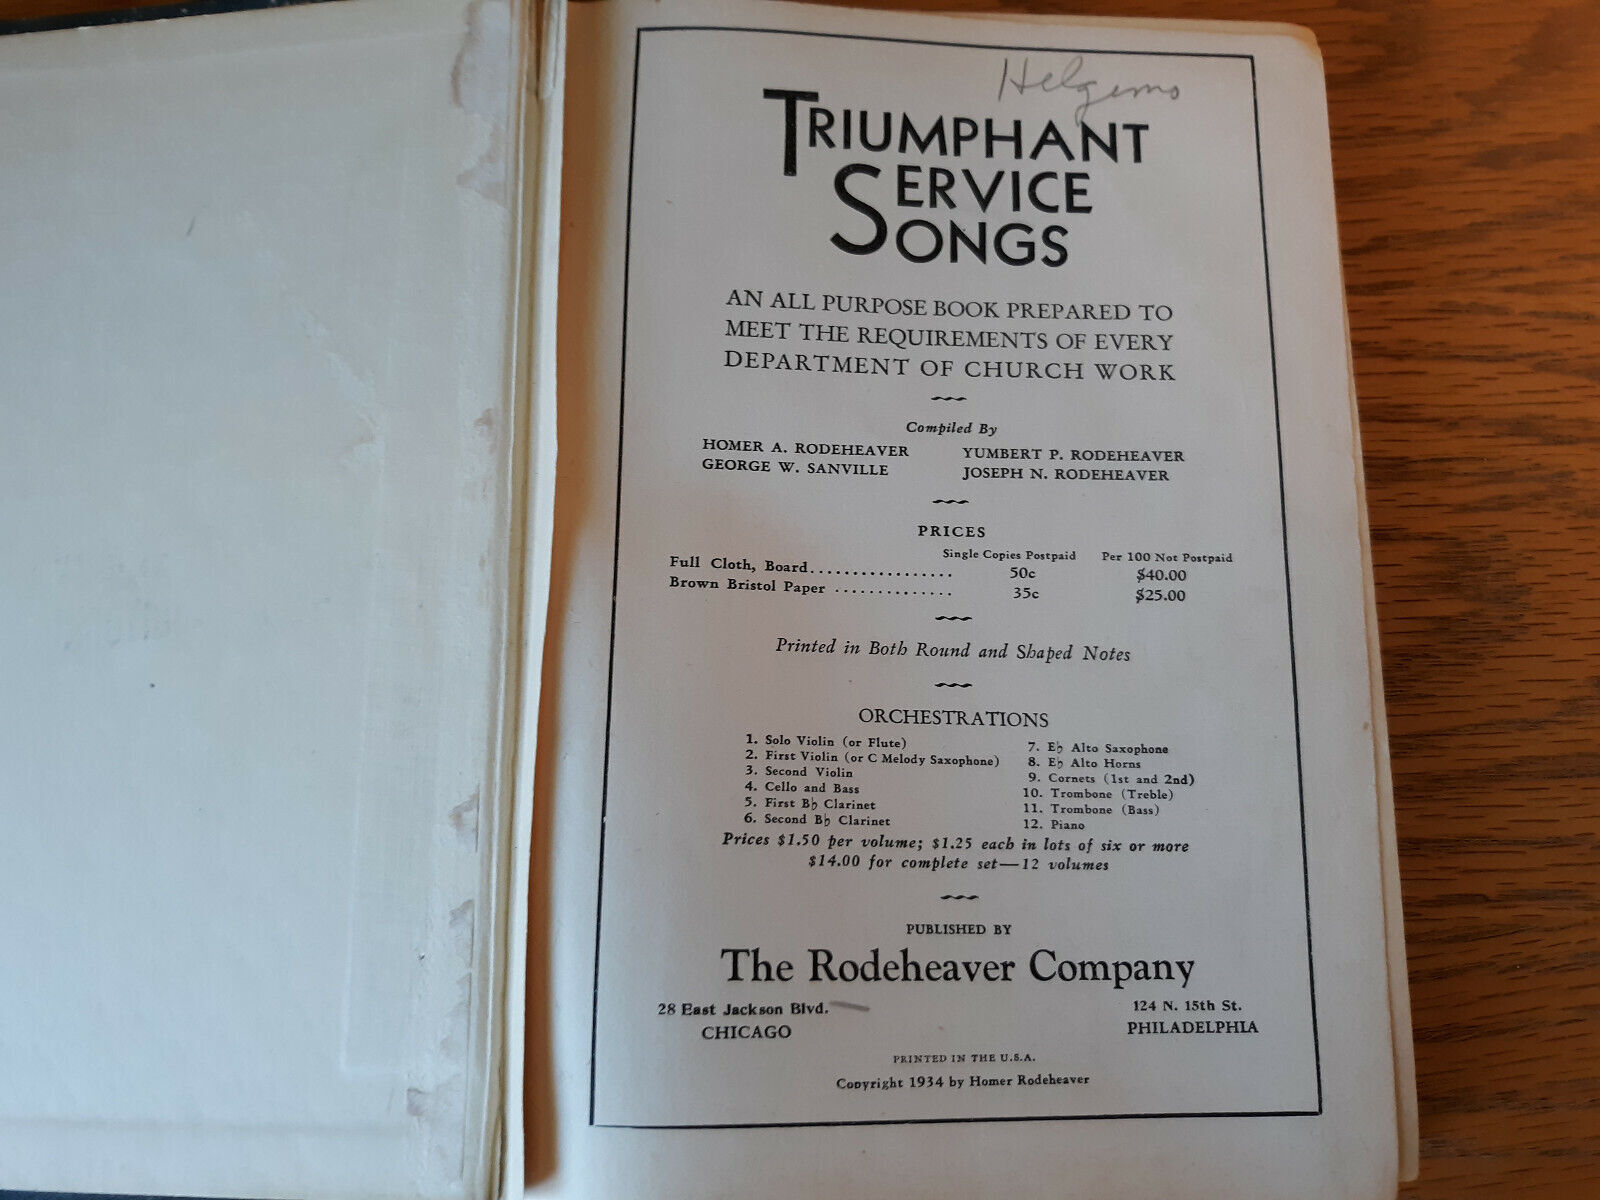 Helgemo
TRIUMPHANT
SERVICE
SONGS
AN ALL PURPOSE BOOK PREPARED TO
MEET THE REQUIREMENTS OF EVERY
DEPARTMENT OF CHURCH WORK
Compiled By
HOMER A. RODEHEAVER YUMBERT P. RODEHEAVER
GEORGE W. SANVILLE JOSEPH N. RODEHEAVER
PRICES
Single Copies Postpaid Per 100 Not Postpaid
Full Cloth, Board................. 50c $40.00
Brown Bristol Paper .............. 35c $25.00
Printed in Both Round and Shaped Notes
ORCHESTRATIONS
1. Solo Violin (or Flute)
2. First Violin (or C Melody Saxophone)
3. Second Violin
4. Cello and Bass
5. First B♭ Clarinet
6. Second B♭ Clarinet
7. E♭ Alto Saxophone
8. E♭ Alto Horns
9. Cornets (1st and 2nd)
10. Trombone (Treble)
11. Trombone (Bass)
12. Piano
Prices $1.50 per volume; $1.25 each in lots of six or more
$14.00 for complete set—12 volumes
PUBLISHED BY
The Rodeheaver Company
28 East Jackson Blvd. 124 N. 15th St.
CHICAGO PHILADELPHIA
PRINTED IN THE U.S.A.
Copyright 1934 by Homer Rodeheaver